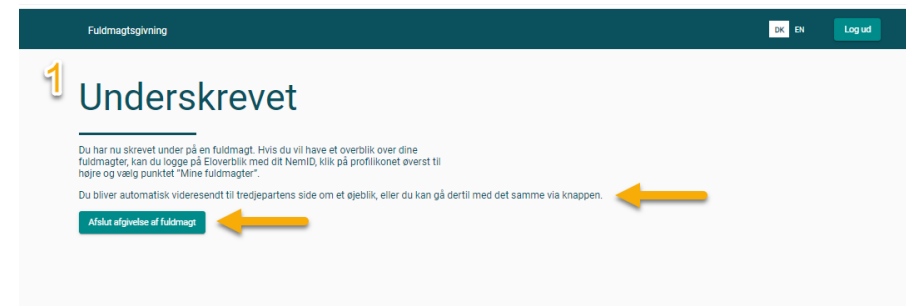 Fuldmagtsgivning
DK EN
Log ud
1
Underskrevet
Du har nu skrevet under på en fuldmagt. Hvis du vil have et overblik over dine
fuldmagter, kan du logge på Eloverblik med dit NemID, klik på profilikonet øverst til
højre og vælg punktet "Mine fuldmagter".
Du bliver automatisk videresendt til tredjepartens side om et øjeblik, eller du kan gå dertil med det samme via knappen.
Afslut afgivelse af fuldmagt